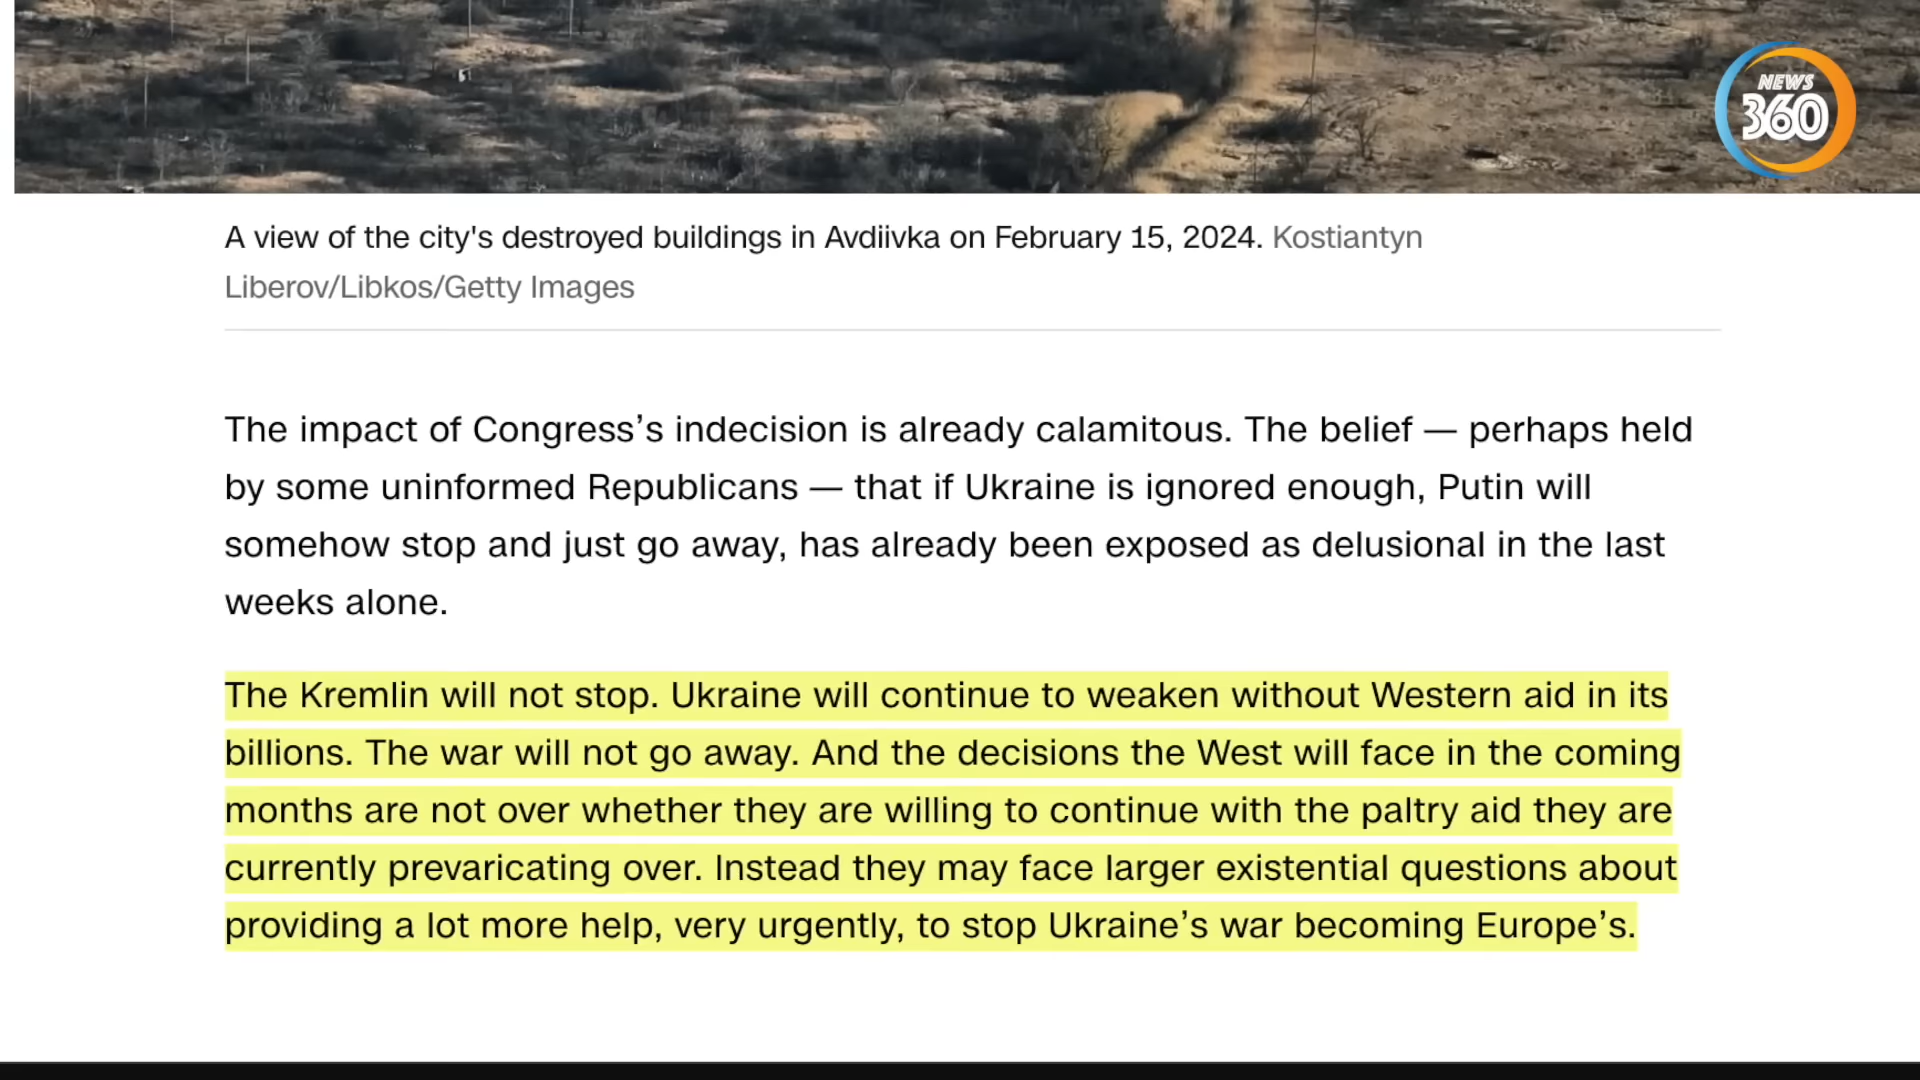 NEWS
360
A view of the city's destroyed buildings in Avdiivka on February 15, 2024. Kostiantyn
Liberov/Libkos/Getty Images
The impact of Congress’s indecision is already calamitous. The belief — perhaps held
by some uninformed Republicans — that if Ukraine is ignored enough, Putin will
somehow stop and just go away, has already been exposed as delusional in the last
weeks alone.
The Kremlin will not stop. Ukraine will continue to weaken without Western aid in its
billions. The war will not go away. And the decisions the West will face in the coming
months are not over whether they are willing to continue with the paltry aid they are
currently prevaricating over. Instead they may face larger existential questions about
providing a lot more help, very urgently, to stop Ukraine’s war becoming Europe’s.